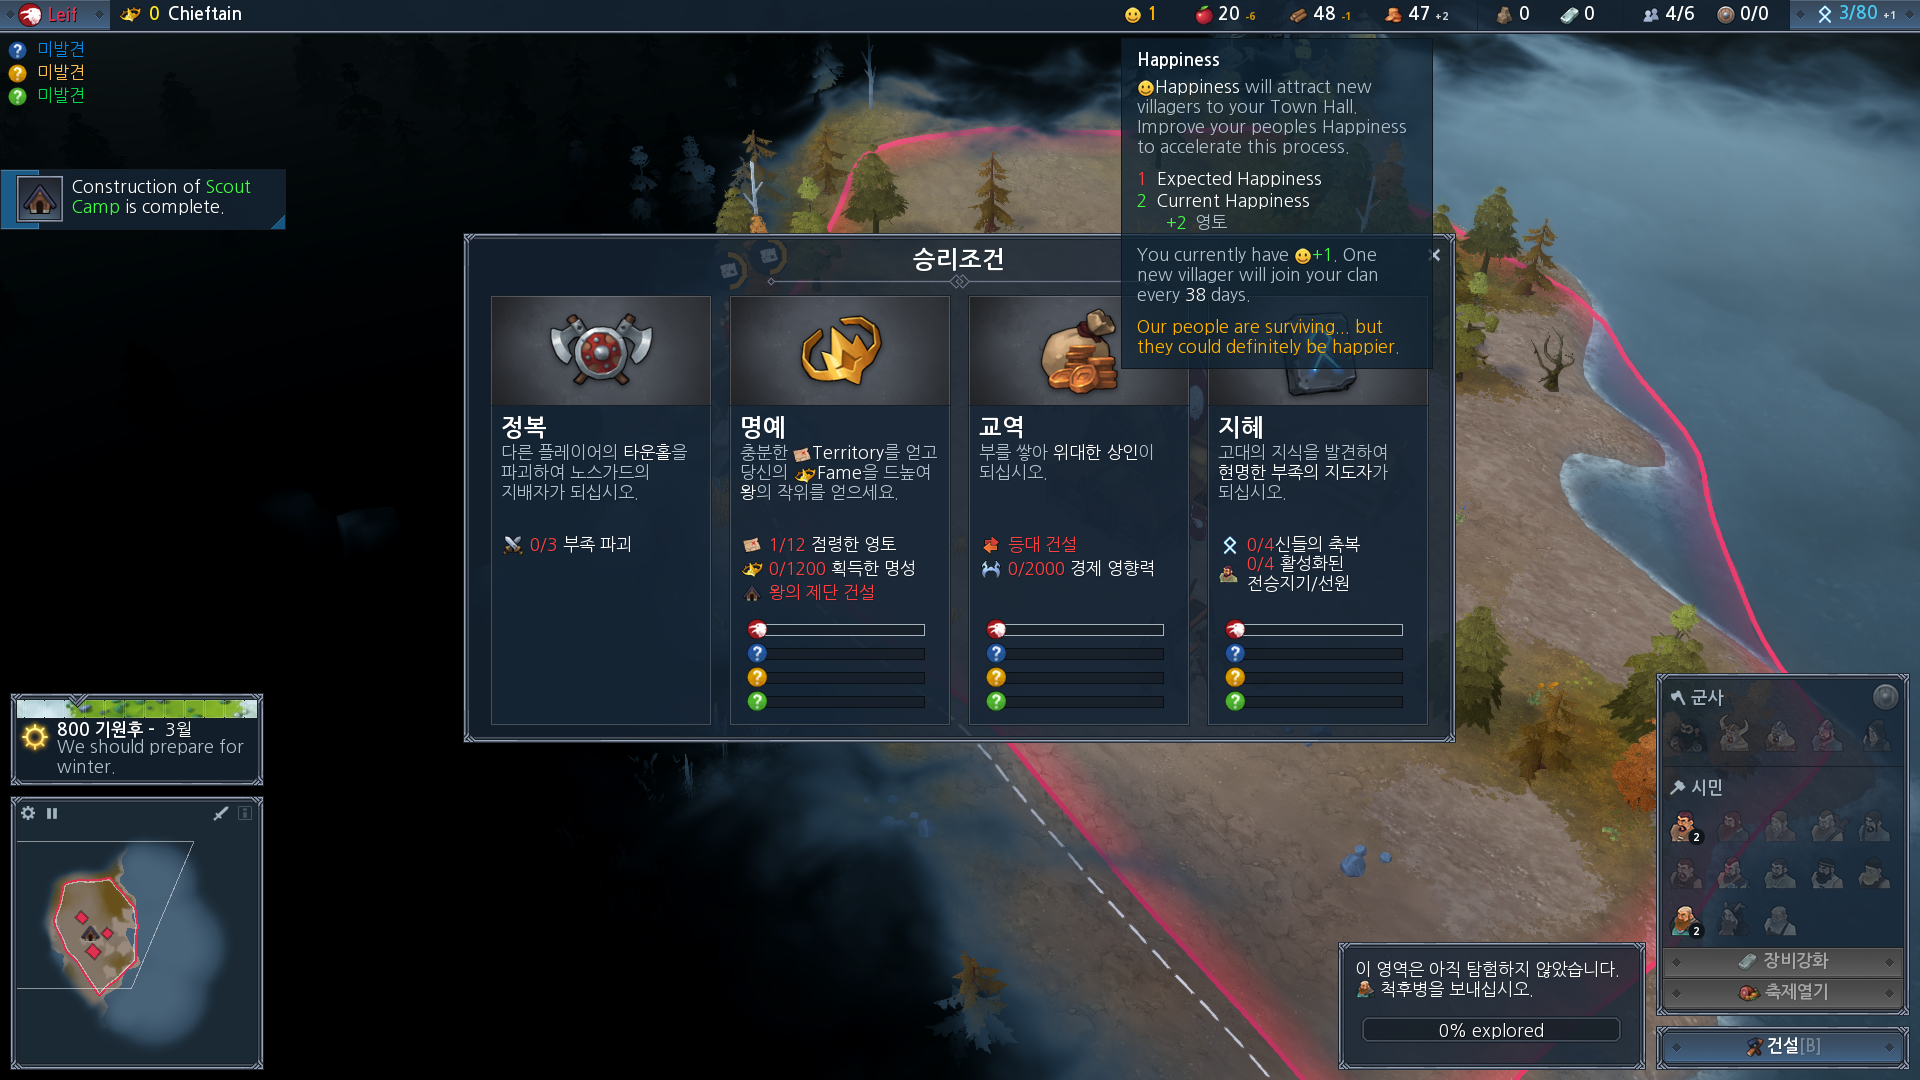 Leif
0 Chieftain
1
20 -6
48 -1
47 +2
0
0
4/6
0/0
3/80 +1
미발견
미발견
미발견
Construction of Scout
Camp is complete.
Happiness
Happiness will attract new
villagers to your Town Hall.
Improve your peoples Happiness
to accelerate this process.
1 Expected Happiness
2 Current Happiness
+2 영토
You currently have +1. One
new villager will join your clan
every 38 days.
Our people are surviving... but
they could definitely be happier.
승리조건
정복
다른 플레이어의 타운홀을
파괴하여 노스가드의
지배자가 되십시오.
0/3 부족 파괴
명예
충분한 Territory를 얻고
당신의 Fame을 드높여
왕의 작위를 얻으세요.
1/12 점령한 영토
0/1200 획득한 명성
왕의 제단 건설
교역
부를 쌓아 위대한 상인이
되십시오.
등대 건설
0/2000 경제 영향력
지혜
고대의 지식을 발견하여
현명한 부족의 지도자가
되십시오.
0/4신들의 축복
0/4 활성화된
전승지기/선원
800 기원후 - 3월
We should prepare for
winter.
군사
시민
2
2
장비강화
축제열기
건설[B]
이 영역은 아직 탐험하지 않았습니다.
척후병을 보내십시오.
0% explored